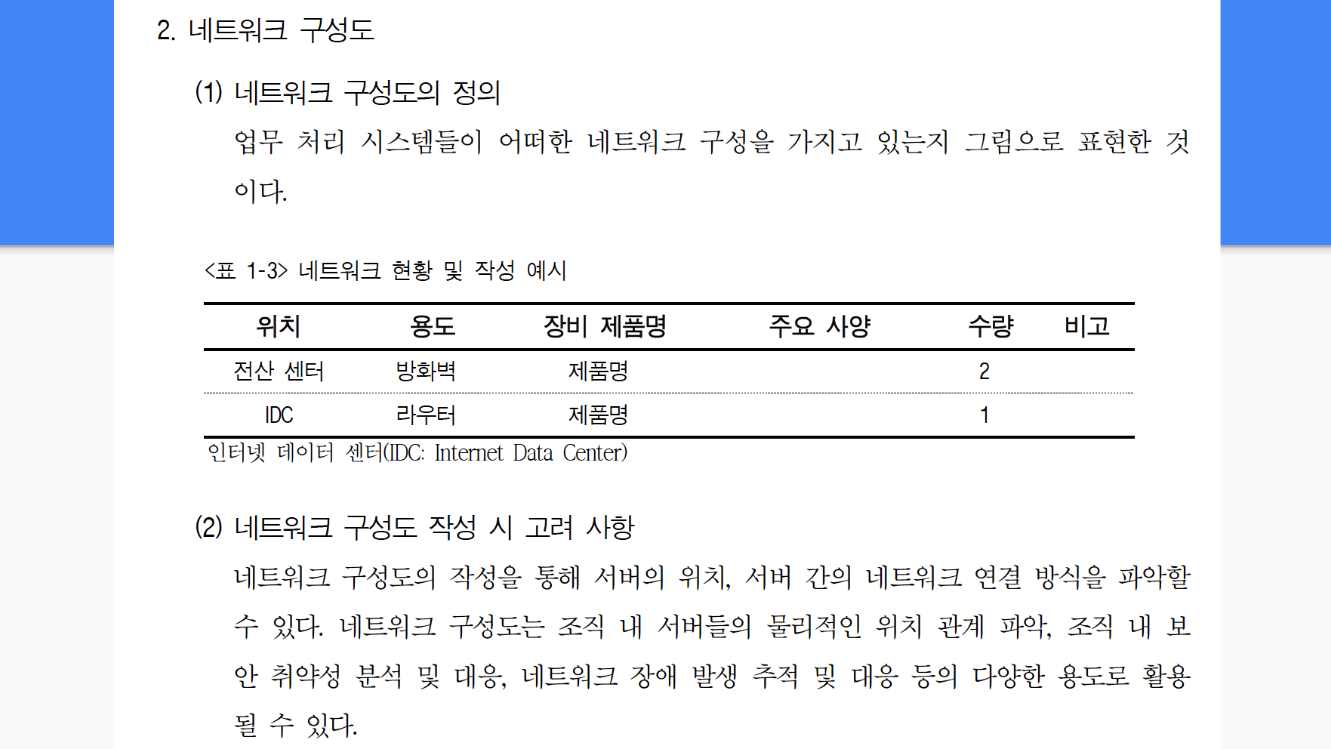 2. 네트워크 구성도
(1) 네트워크 구성도의 정의
업무 처리 시스템들이 어떠한 네트워크 구성을 가지고 있는지 그림으로 표현한 것
이다.
<표 1-3> 네트워크 현황 및 작성 예시
위치 용도 장비 제품명 주요 사양 수량 비고
전산 센터 방화벽 제품명 2
IDC 라우터 제품명 1
인터넷 데이터 센터(IDC: Internet Data Center)
(2) 네트워크 구성도 작성 시 고려 사항
네트워크 구성도의 작성을 통해 서버의 위치, 서버 간의 네트워크 연결 방식을 파악할
수 있다. 네트워크 구성도는 조직 내 서버들의 물리적인 위치 관계 파악, 조직 내 보
안 취약성 분석 및 대응, 네트워크 장애 발생 추적 및 대응 등의 다양한 용도로 활용
될 수 있다.